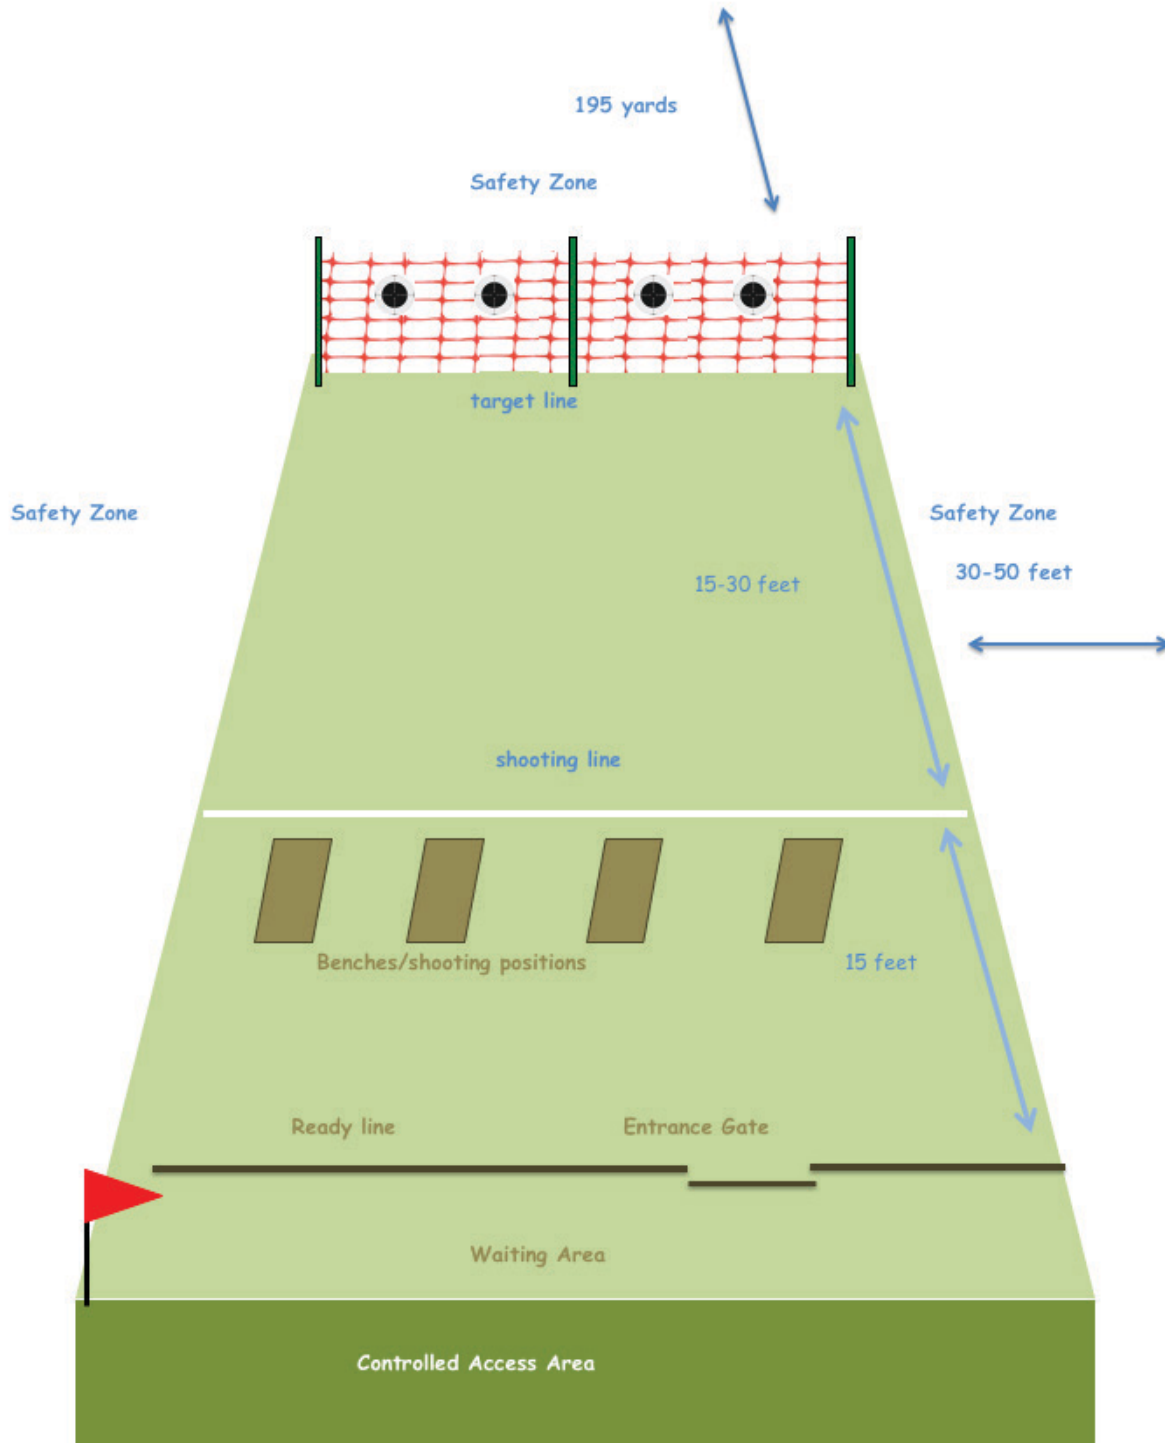 195 yards
Safety Zone
target line
Safety Zone
Safety Zone
30-50 feet
15-30 feet
shooting line
Benches/shooting positions
15 feet
Ready line
Entrance Gate
Waiting Area
Controlled Access Area